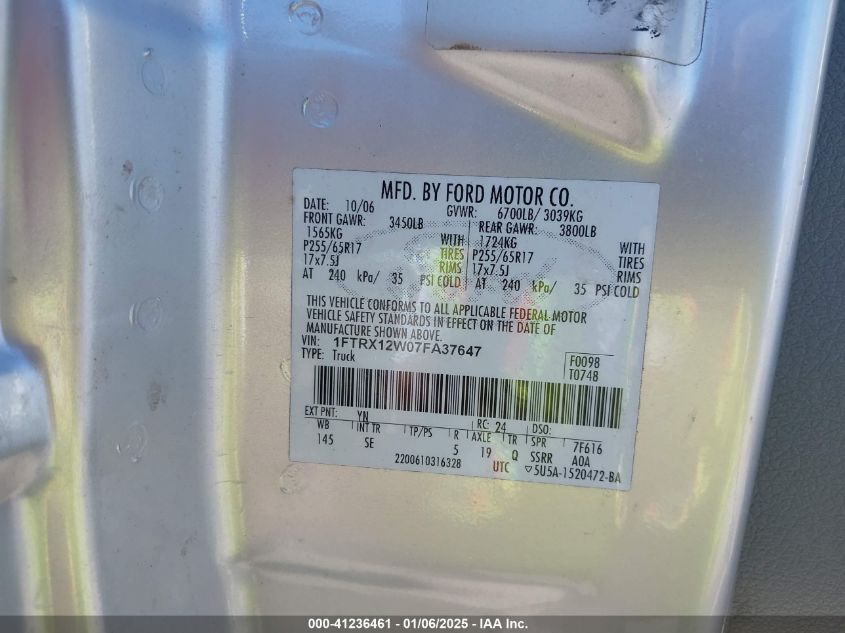 MFD. BY FORD MOTOR CO.
DATE: 10/06 GVWR: 6700LB/ 3039KG
FRONT GAWR: 3450LB REAR GAWR: 3800LB
1565KG WITH 1724KG WITH
P255/65R17 TIRES P255/65R17 TIRES
17x7.5J RIMS 17x7.5J RIMS
AT 240 kPa/ 35 PSI COLD AT 240 kPa/ 35 PSI COLD
THIS VEHICLE CONFORMS TO ALL APPLICABLE FEDERAL MOTOR
VEHICLE SAFETY STANDARDS IN EFFECT ON THE DATE OF
MANUFACTURE SHOWN ABOVE.
VIN: 1FTRX12W07FA37647
TYPE: Truck
F0098
T0748
EXT PNT: YN RC: 24 DSO:
WB INT TR TP/PS R AXLE TR SPR 7F616
145 SE 5 19 Q SSRR AOA
2200610316328 UTC ▽5U5A-1520472-BA
000-41236461 - 01/06/2025 - IAA Inc.